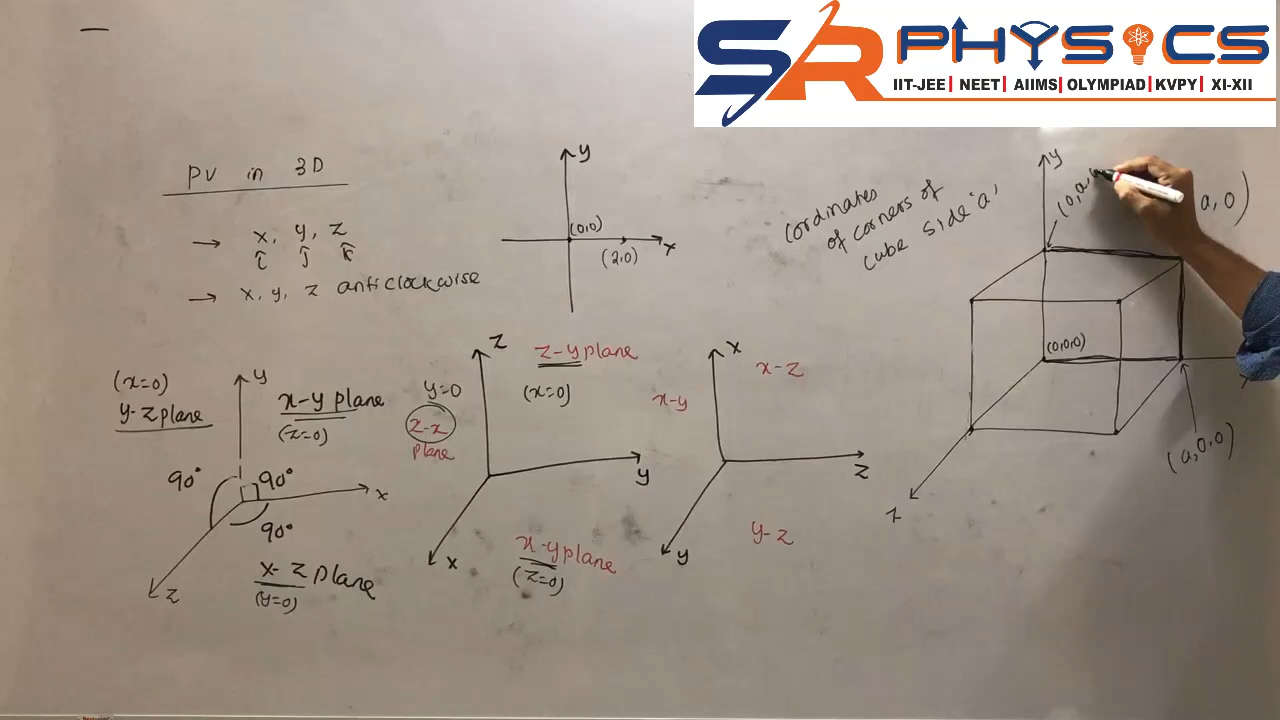 SR PHYSICS
IIT-JEE | NEET | AIIMS | OLYMPIAD | KVPY | XI-XII
PV in 3D
→ x, y, z
î ĵ k̂
→ x, y, z anticlockwise
y
(0,0)
(2,0)
x
Cordinates
of corners of
cube side 'a'
y
(0,a,
a,0)
(0,0,0)
(a,0,0)
(x=0)
y-z plane
y
x-y plane
(z=0)
90°
90°
90°
x
z
x-z plane
(y=0)
z
z-y plane
(x=0)
y=0
plane
y
x
x-y plane
(z=0)
x
x-z
x-y
z
y
y-z